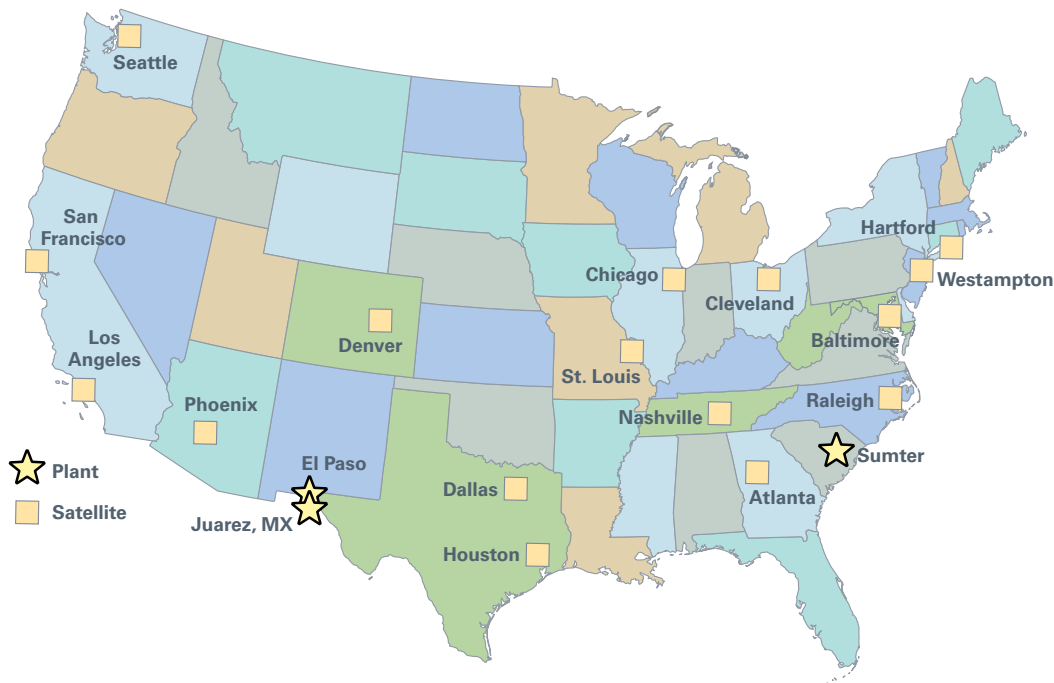 Seattle
San
Francisco
Los
Angeles
Phoenix
Denver
El Paso
Juarez, MX
Dallas
Houston
St. Louis
Chicago
Nashville
Cleveland
Atlanta
Sumter
Raleigh
Baltimore
Westampton
Hartford
Plant
Satellite